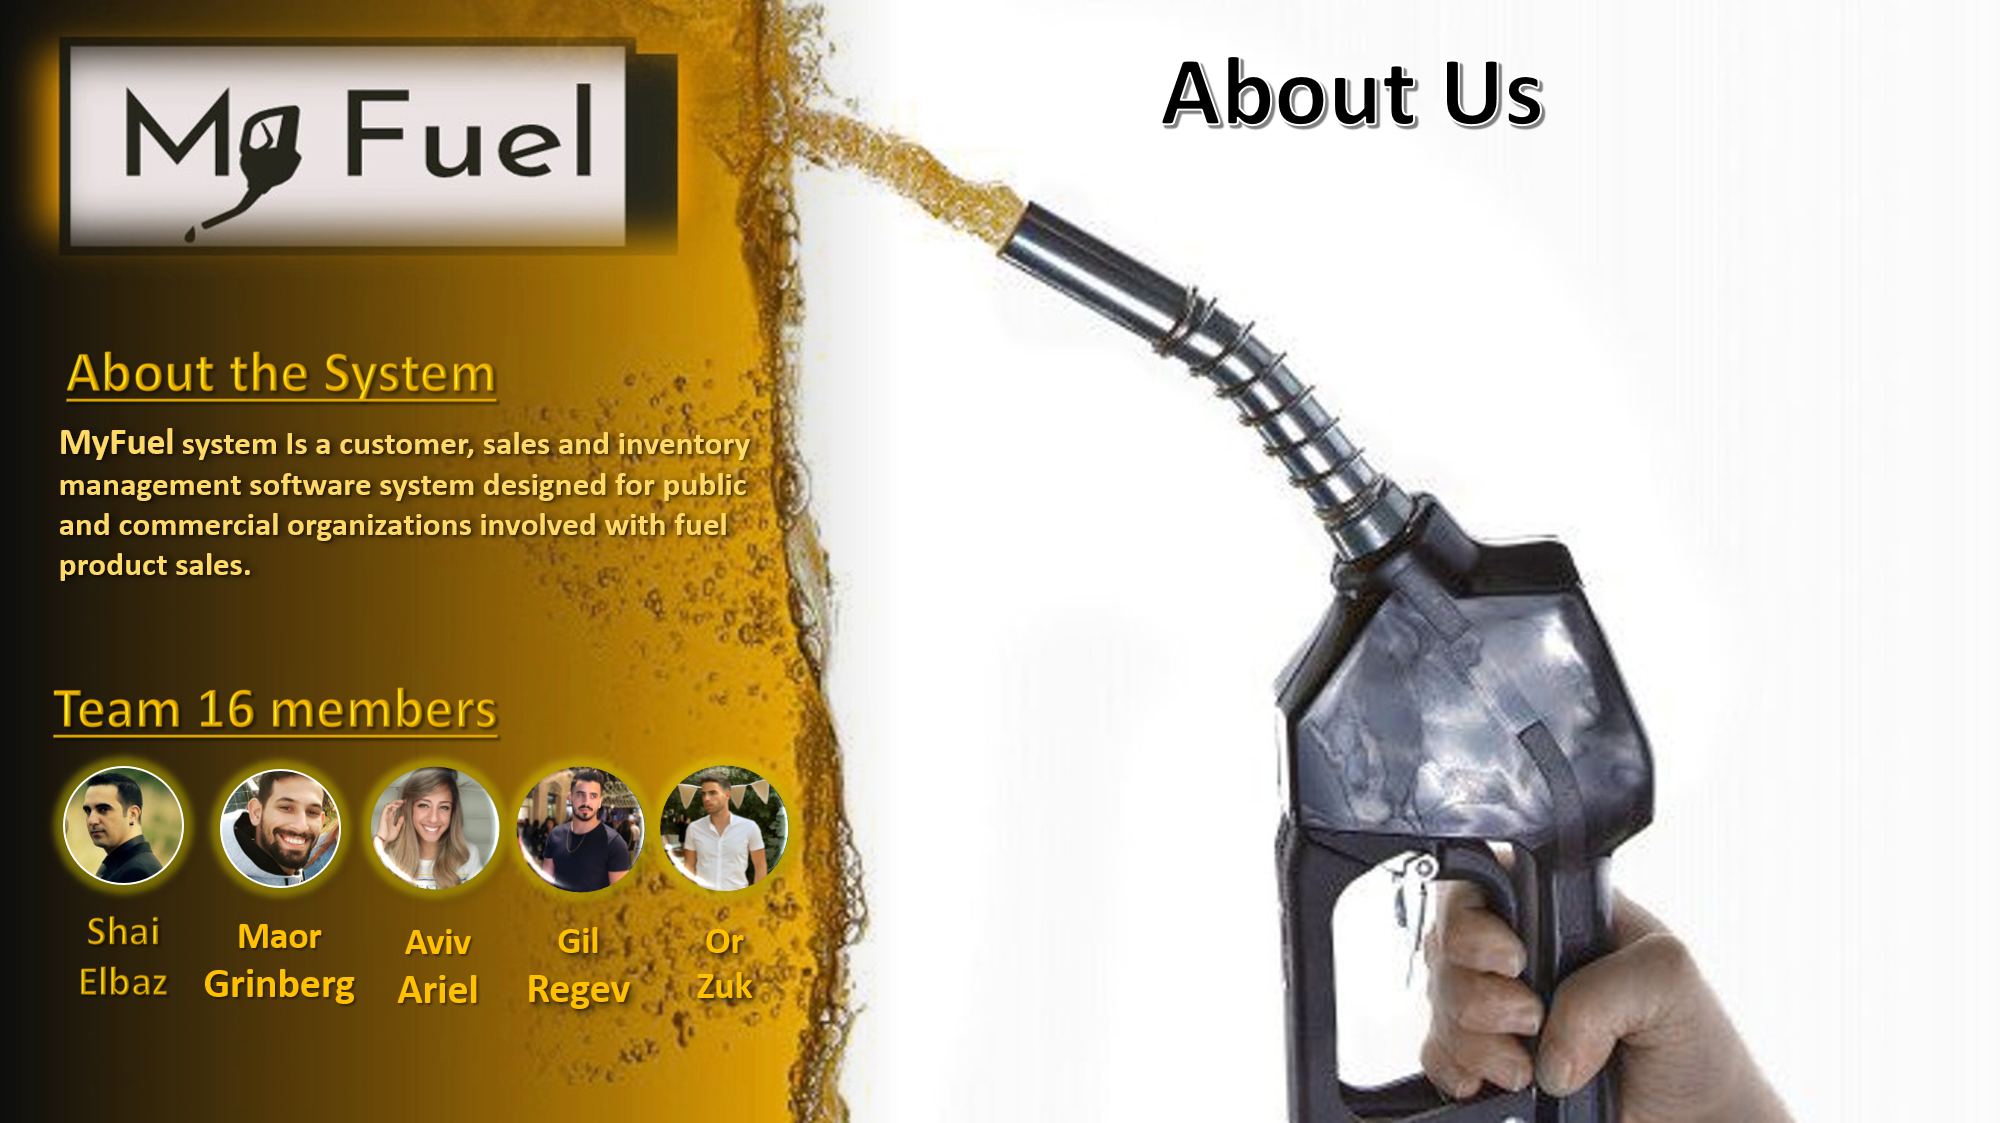 My Fuel
About Us
About the System
MyFuel system Is a customer, sales and inventory
management software system designed for public
and commercial organizations involved with fuel
product sales.
Team 16 members
Shai
Elbaz
Maor
Grinberg
Aviv
Ariel
Gil
Regev
Or
Zuk